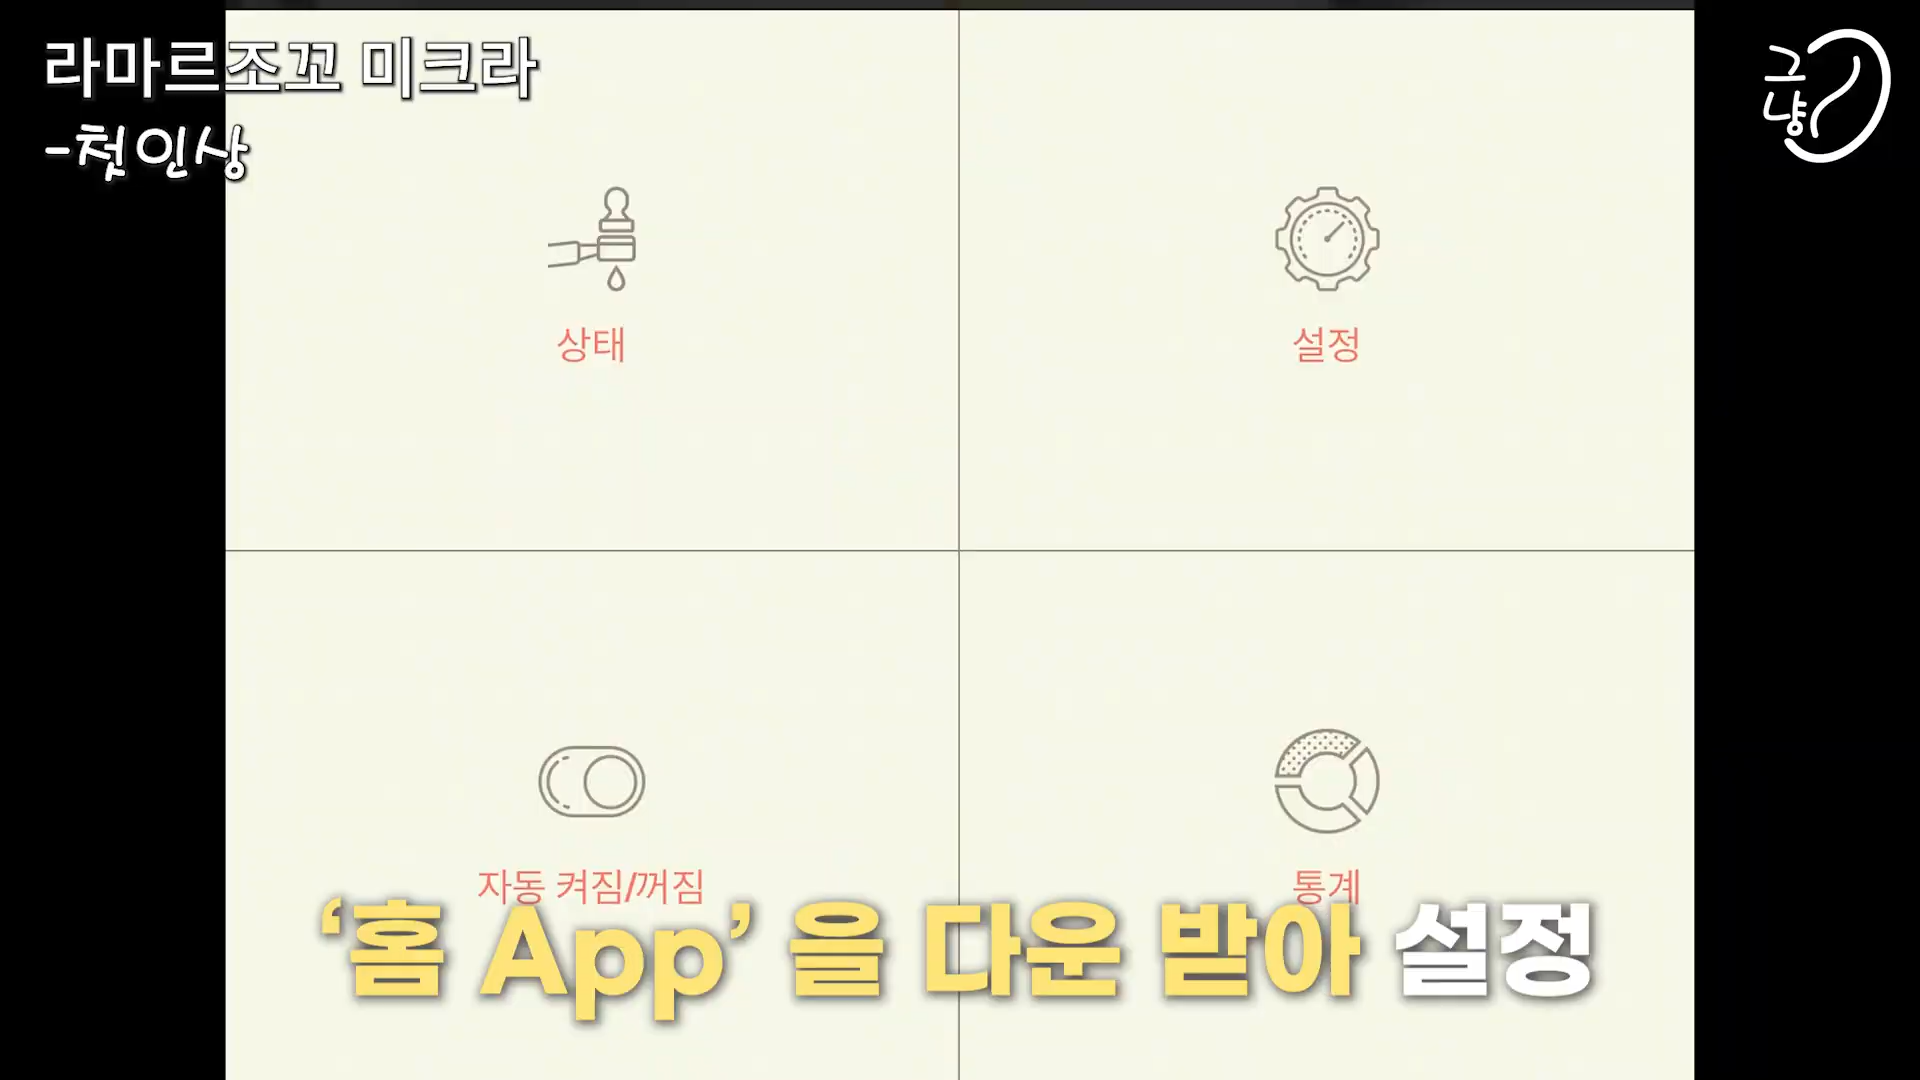 라마르조꼬 미크라
-첫인상
그
냥
상태
설정
자동 켜짐/꺼짐
통계
‘홈 App’ 을 다운 받아 설정